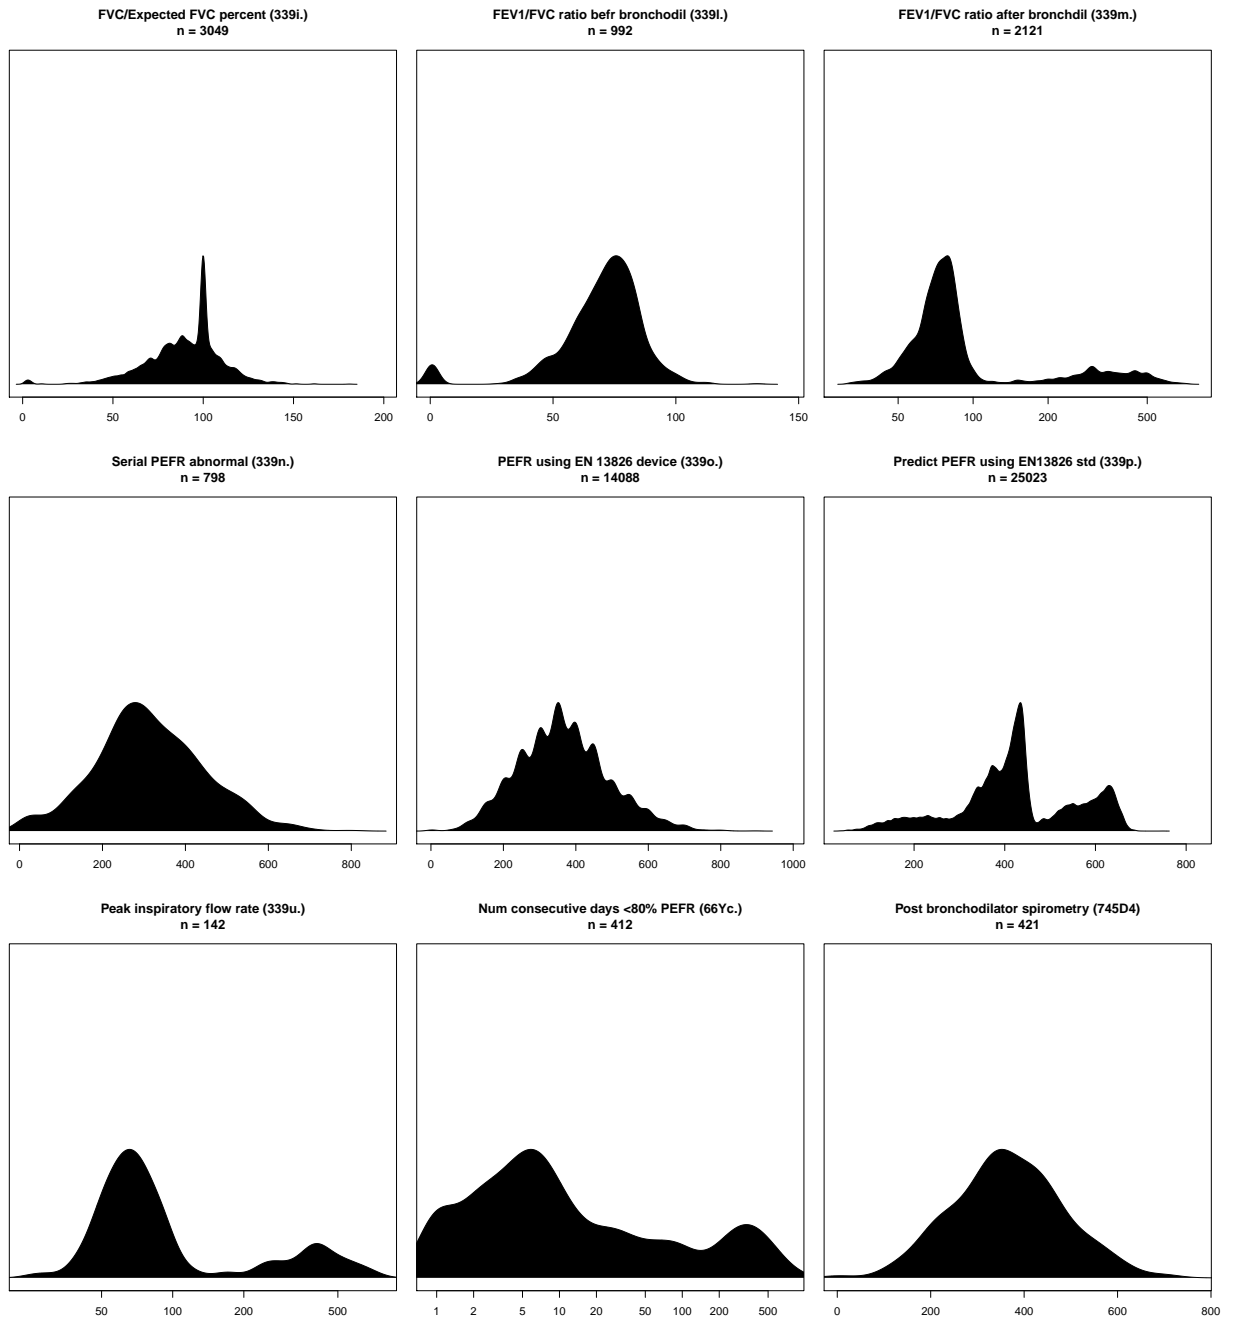 FVC/Expected FVC percent (339i.)
n = 3049
0 50 100 150 200
FEV1/FVC ratio befr bronchodil (339l.)
n = 992
0 50 100 150
FEV1/FVC ratio after bronchdil (339m.)
n = 2121
50 100 200 500
Serial PEFR abnormal (339n.)
n = 798
0 200 400 600 800
PEFR using EN 13826 device (339o.)
n = 14088
0 200 400 600 800 1000
Predict PEFR using EN13826 std (339p.)
n = 25023
200 400 600 800
Peak inspiratory flow rate (339u.)
n = 142
50 100 200 500
Num consecutive days <80% PEFR (66Yc.)
n = 412
1 2 5 10 20 50 100 200 500
Post bronchodilator spirometry (745D4)
n = 421
0 200 400 600 800